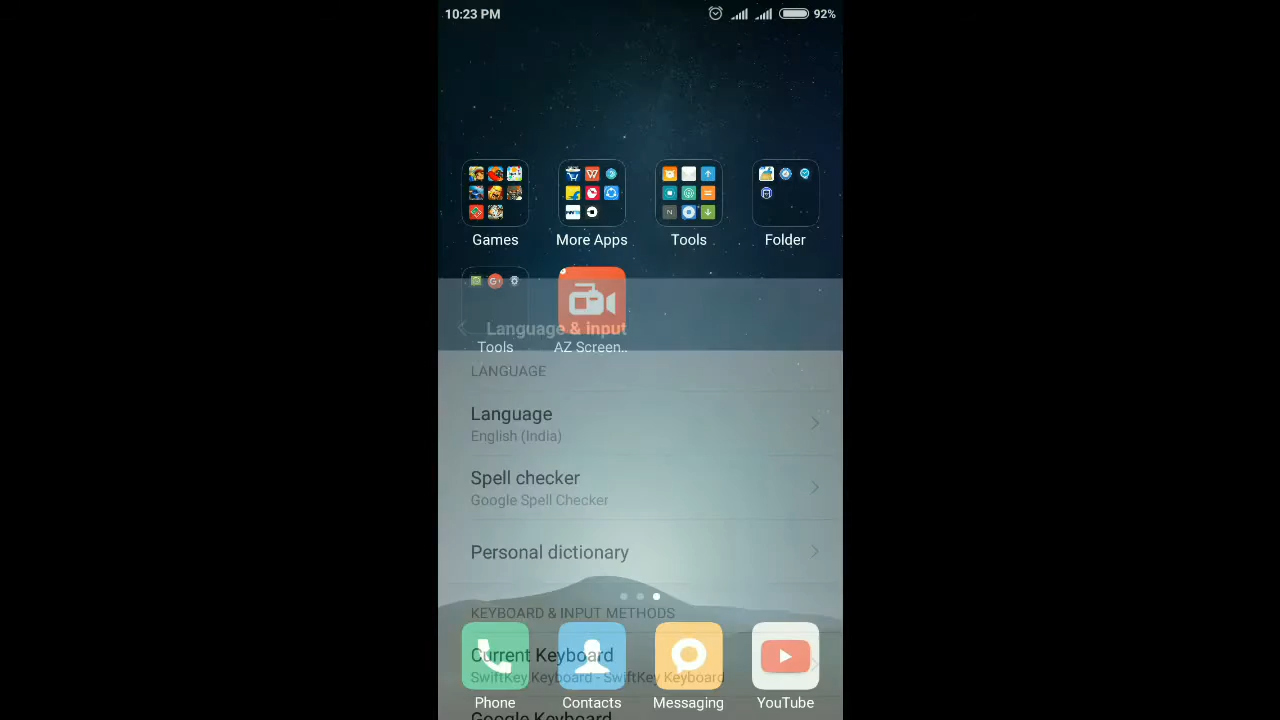 10:23 PM
92%
Games
More Apps
Tools
Folder
Language & input
Tools
AZ Screen..
LANGUAGE
Language
English (India)
Spell checker
Google Spell Checker
Personal dictionary
KEYBOARD & INPUT METHODS
Current Keyboard
SwiftKey Keyboard - SwiftKey Keyboard
Phone
Contacts
Messaging
YouTube
Google Keyboard